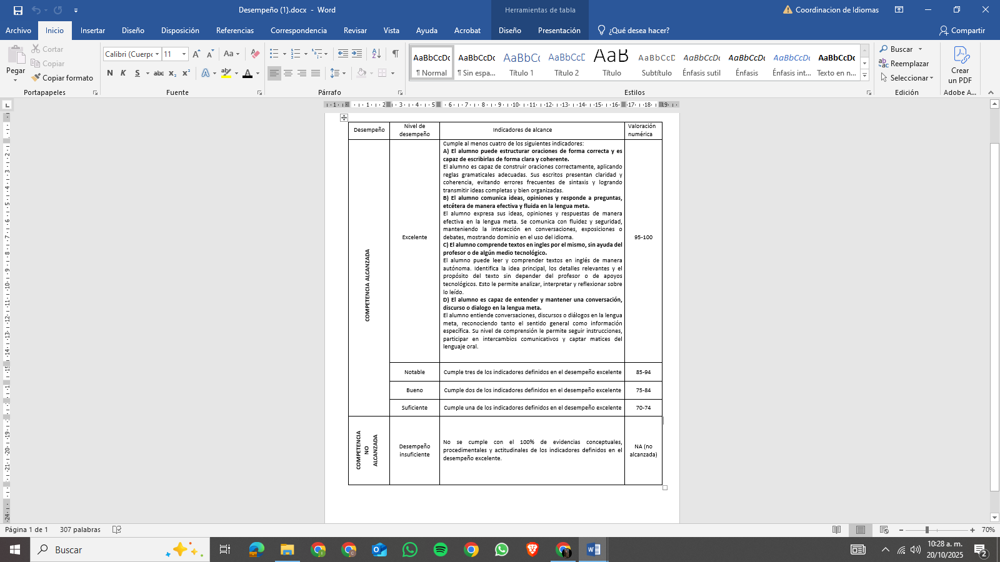 Desempeño (1).docx - Word
Herramientas de tabla
Coordinacion de Idiomas
Archivo Inicio Insertar Diseño Disposición Referencias Correspondencia Revisar Vista Ayuda Acrobat Diseño Presentación ¿Qué desea hacer? Compartir
Pegar
Cortar
Copiar
Copiar formato
Portapapeles
Calibri (Cuerpo 11
N K S abc x₂ x²
Fuente
Párrafo
AaBbCcDc AaBbCcDc AaBbCc AaBbCcD AaB AaBbCcD AaBbCcDc AaBbCcDc AaBbCcDc AaBbCcDc
¶ Normal ¶ Sin espa... Título 1 Título 2 Título Subtítulo Énfasis sutil Énfasis Énfasis int... Texto en n...
Estilos
Buscar
Reemplazar
Seleccionar
Edición
Crear
un PDF
Adobe A...
Desempeño
Nivel de
desempeño
Indicadores de alcance
Valoración
numérica
COMPETENCIA ALCANZADA
Excelente
Cumple al menos cuatro de los siguientes indicadores:
A) El alumno puede estructurar oraciones de forma correcta y es
capaz de escribirlas de forma clara y coherente.
El alumno es capaz de construir oraciones correctamente, aplicando
reglas gramaticales adecuadas. Sus escritos presentan claridad y
coherencia, evitando errores frecuentes de sintaxis y logrando
transmitir ideas completas y bien organizadas.
B) El alumno comunica ideas, opiniones y responde a preguntas,
etcétera de manera efectiva y fluida en la lengua meta.
El alumno expresa sus ideas, opiniones y respuestas de manera
efectiva en la lengua meta. Se comunica con fluidez y seguridad,
manteniendo la interacción en conversaciones, exposiciones o
debates, mostrando dominio en el uso del idioma.
C) El alumno comprende textos en ingles por el mismo, sin ayuda del
profesor o de algún medio tecnológico.
El alumno puede leer y comprender textos en inglés de manera
autónoma. Identifica la idea principal, los detalles relevantes y el
propósito del texto sin depender del profesor o de apoyos
tecnológicos. Esto le permite analizar, interpretar y reflexionar sobre
lo leído.
D) El alumno es capaz de entender y mantener una conversación,
discurso o dialogo en la lengua meta.
El alumno entiende conversaciones, discursos o diálogos en la lengua
meta, reconociendo tanto el sentido general como información
específica. Su nivel de comprensión le permite seguir instrucciones,
participar en intercambios comunicativos y captar matices del
lenguaje oral.
95-100
Notable Cumple tres de los indicadores definidos en el desempeño excelente 85-94
Bueno Cumple dos de los indicadores definidos en el desempeño excelente 75-84
Suficiente Cumple una de los indicadores definidos en el desempeño excelente 70-74
COMPETENCIA
NO
ALCANZADA
Desempeño
insuficiente
No se cumple con el 100% de evidencias conceptuales,
procedimentales y actitudinales de los indicadores definidos en el
desempeño excelente.
NA (no
alcanzada)
Página 1 de 1 307 palabras 70%
Buscar
10:28 a. m.
20/10/2025
2